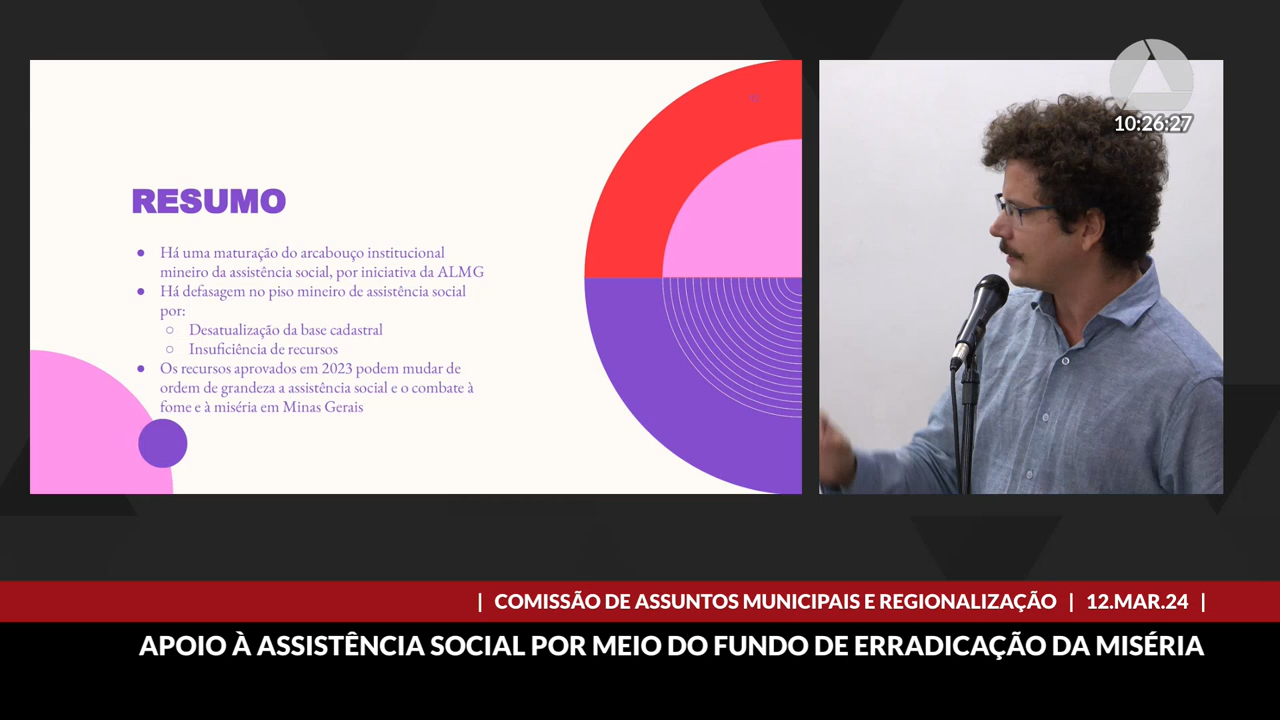 10:26:27
RESUMO
● Há uma maturação do arcabouço institucional
mineiro da assistência social, por iniciativa da ALMG
● Há defasagem no piso mineiro de assistência social
por:
○ Desatualização da base cadastral
○ Insuficiência de recursos
● Os recursos aprovados em 2023 podem mudar de
ordem de grandeza a assistência social e o combate à
fome e à miséria em Minas Gerais
| COMISSÃO DE ASSUNTOS MUNICIPAIS E REGIONALIZAÇÃO | 12.MAR.24 |
APOIO À ASSISTÊNCIA SOCIAL POR MEIO DO FUNDO DE ERRADICAÇÃO DA MISÉRIA